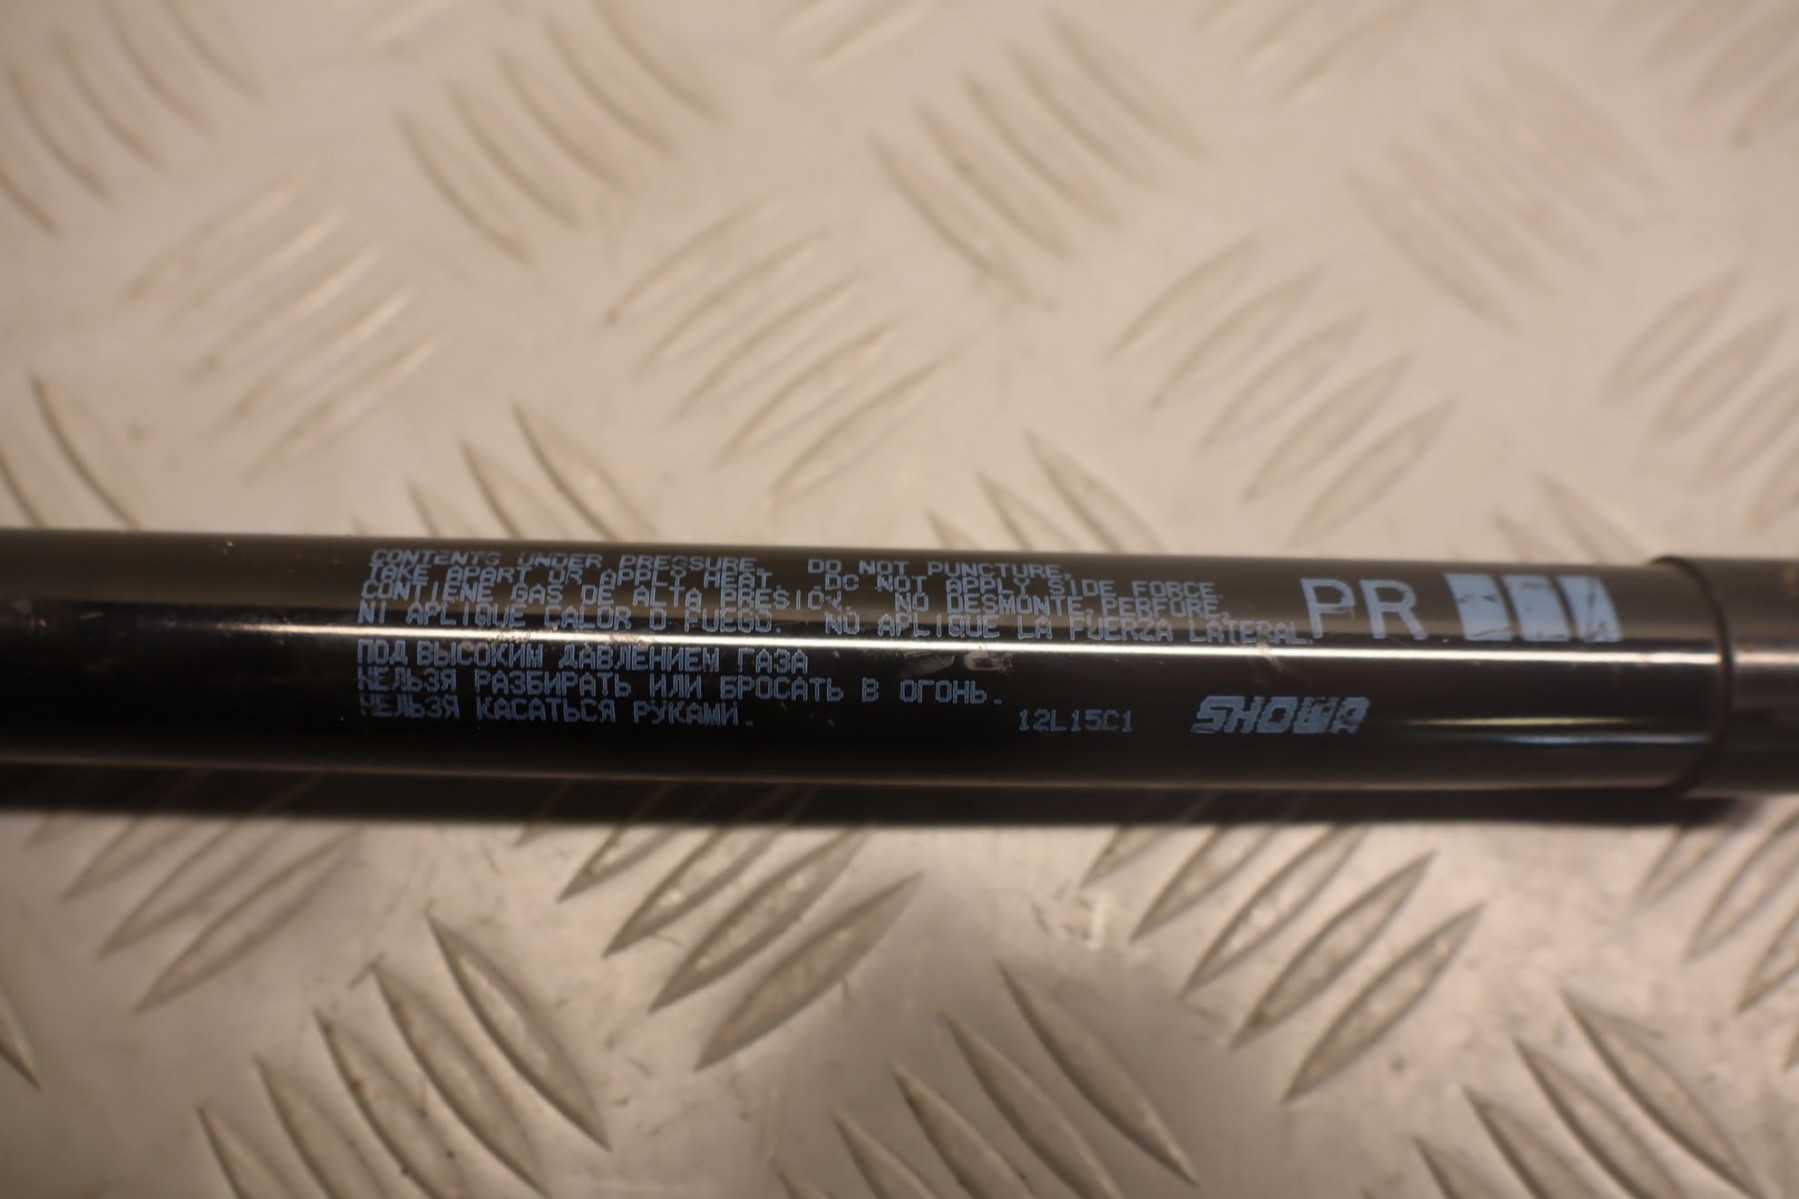 CONTENTS UNDER PRESSURE. DO NOT PUNCTURE,
TAKE APART OR APPLY HEAT. DO NOT APPLY SIDE FORCE.
CONTIENE GAS DE ALTA PRESIÓN. NO DESMONTE, PERFORE,
NI APLIQUE CALOR O FUEGO. NO APLIQUE LA FUERZA LATERAL.
PR
ПОД ВЫСОКИМ ДАВЛЕНИЕМ ГАЗА
НЕЛЬЗЯ РАЗБИРАТЬ ИЛИ БРОСАТЬ В ОГОНЬ.
НЕЛЬЗЯ КАСАТЬСЯ РУКАМИ.
12L15C1 SHOWA